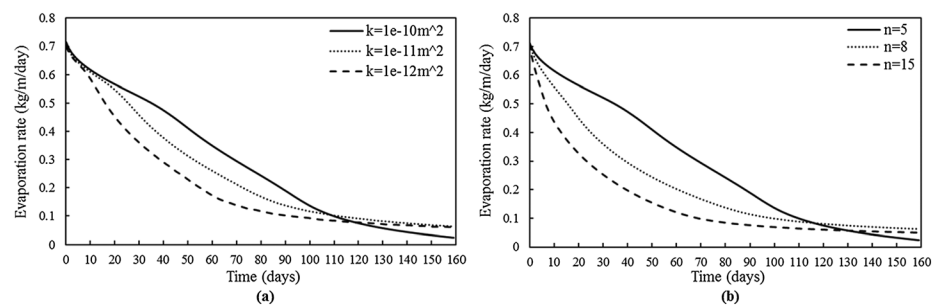 0.8
0.7
0.6
0.5
0.4
0.3
0.2
0.1
0
Evaporation rate (kg/m/day)
k=1e-10m^2
k=1e-11m^2
k=1e-12m^2
0 10 20 30 40 50 60 70 80 90 100 110 120 130 140 150 160
Time (days)
(a)
0.8
0.7
0.6
0.5
0.4
0.3
0.2
0.1
0
Evaporation rate (kg/m/day)
n=5
n=8
n=15
0 10 20 30 40 50 60 70 80 90 100 110 120 130 140 150 160
Time (days)
(b)